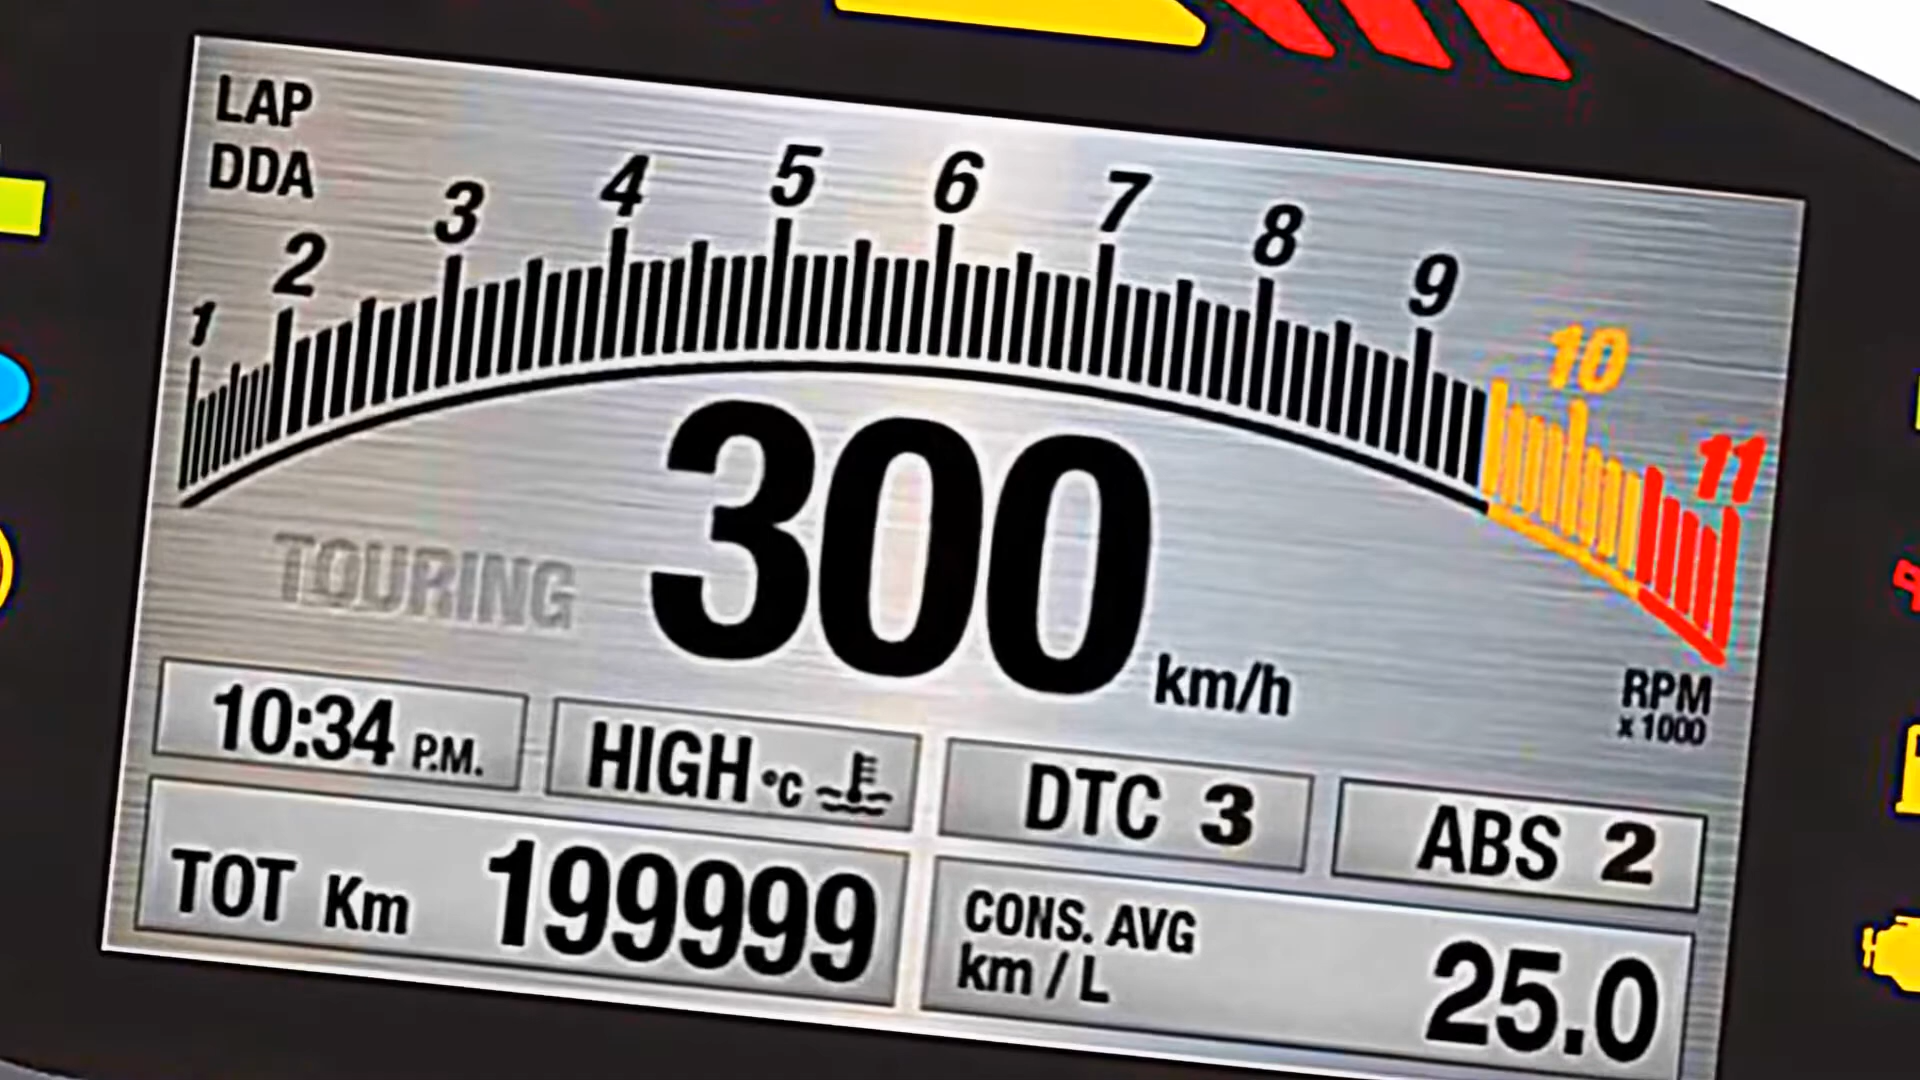 LAP
DDA
1 2 3 4 5 6 7 8 9 10 11
TOURING
300 km/h
RPM
x 1000
10:34 P.M.
HIGH °C
DTC 3
ABS 2
TOT Km 199999
CONS. AVG
km / L
25.0